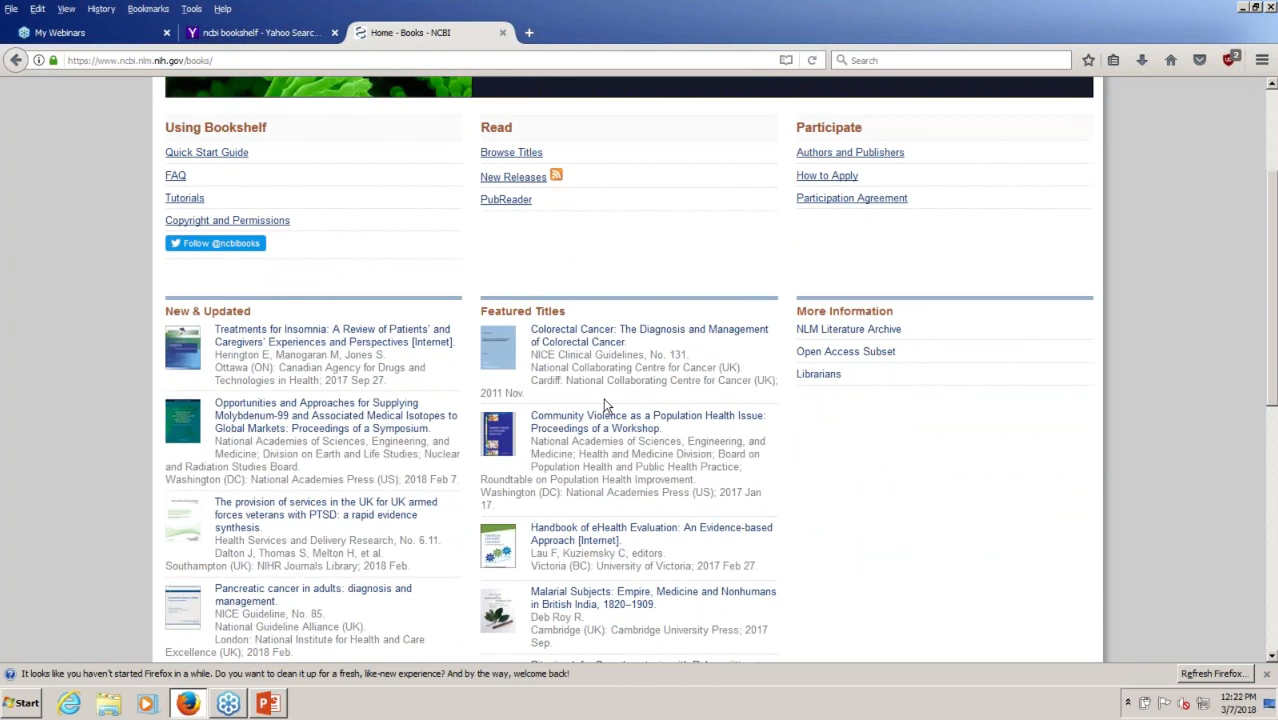 File Edit View History Bookmarks Tools Help
My Webinars
ncbi bookshelf - Yahoo Searc...
Home - Books - NCBI
https://www.ncbi.nlm.nih.gov/books/
Search
2
Using Bookshelf
Quick Start Guide
FAQ
Tutorials
Copyright and Permissions
Follow @ncbibooks
Read
Browse Titles
New Releases
PubReader
Participate
Authors and Publishers
How to Apply
Participation Agreement
New & Updated
Treatments for Insomnia: A Review of Patients' and
Caregivers' Experiences and Perspectives [Internet].
Herington E, Manogaran M, Jones S.
Ottawa (ON): Canadian Agency for Drugs and
Technologies in Health; 2017 Sep 27.
Opportunities and Approaches for Supplying
Molybdenum-99 and Associated Medical Isotopes to
Global Markets: Proceedings of a Symposium.
National Academies of Sciences, Engineering, and
Medicine; Division on Earth and Life Studies; Nuclear
and Radiation Studies Board.
Washington (DC): National Academies Press (US); 2018 Feb 7.
The provision of services in the UK for UK armed
forces veterans with PTSD: a rapid evidence
synthesis.
Health Services and Delivery Research, No. 6.11.
Dalton J, Thomas S, Melton H, et al.
Southampton (UK): NIHR Journals Library; 2018 Feb.
Pancreatic cancer in adults: diagnosis and
management.
NICE Guideline, No. 85.
National Guideline Alliance (UK).
London: National Institute for Health and Care
Excellence (UK); 2018 Feb.
Featured Titles
Colorectal Cancer: The Diagnosis and Management
of Colorectal Cancer.
NICE Clinical Guidelines, No. 131.
National Collaborating Centre for Cancer (UK).
Cardiff: National Collaborating Centre for Cancer (UK);
2011 Nov.
Community Violence as a Population Health Issue:
Proceedings of a Workshop.
National Academies of Sciences, Engineering, and
Medicine; Health and Medicine Division; Board on
Population Health and Public Health Practice;
Roundtable on Population Health Improvement.
Washington (DC): National Academies Press (US); 2017 Jan
17.
Handbook of eHealth Evaluation: An Evidence-based
Approach [Internet].
Lau F, Kuziemsky C, editors.
Victoria (BC): University of Victoria; 2017 Feb 27.
Malarial Subjects: Empire, Medicine and Nonhumans
in British India, 1820–1909.
Deb Roy R.
Cambridge (UK): Cambridge University Press; 2017
Sep.
More Information
NLM Literature Archive
Open Access Subset
Librarians
It looks like you haven't started Firefox in a while. Do you want to clean it up for a fresh, like-new experience? And by the way, welcome back!
Refresh Firefox...
Start
12:22 PM
3/7/2018